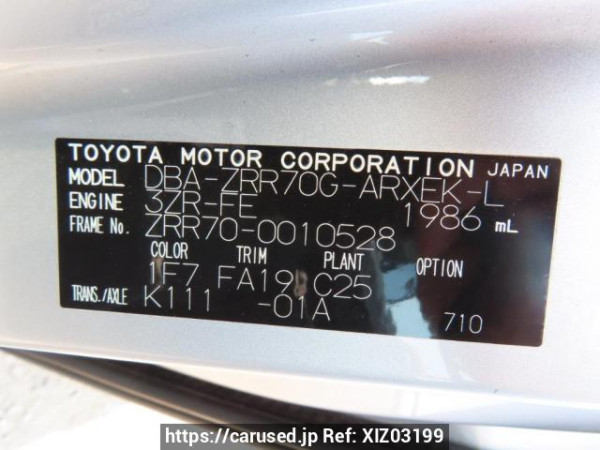 TOYOTA MOTOR CORPORATION JAPAN
MODEL DBA-ZRR70G-ARXEK-L
ENGINE 3ZR-FE 1986 mL
FRAME No. ZRR70-0010528
COLOR TRIM PLANT OPTION
1F7 FA19 C25
TRANS./AXLE K111 -01A
710
https://carused.jp Ref: XIZ03199